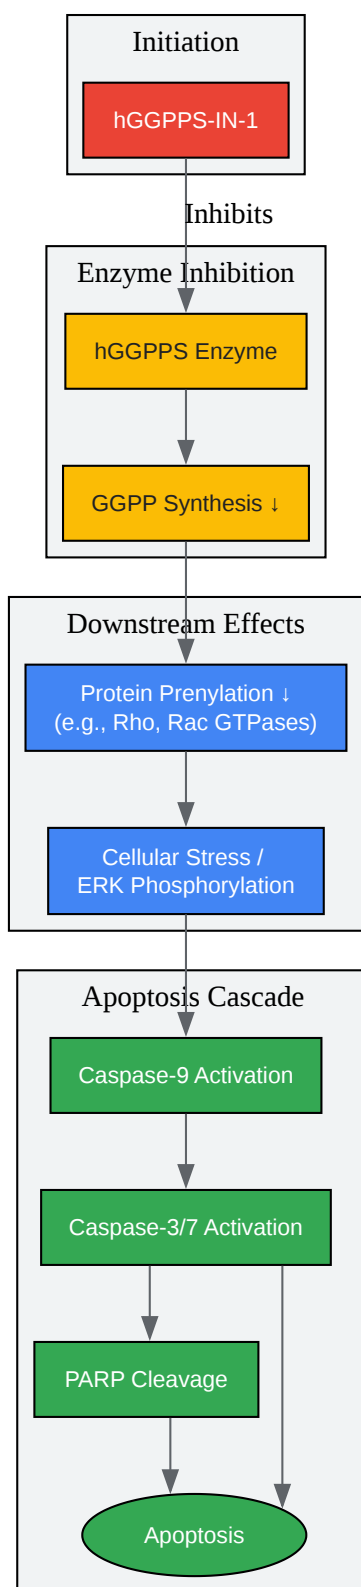 Initiation
hGGPPS-IN-1
Inhibits
Enzyme Inhibition
hGGPPS Enzyme
GGPP Synthesis ↓
Downstream Effects
Protein Prenylation ↓
(e.g., Rho, Rac GTPases)
Cellular Stress /
ERK Phosphorylation
Apoptosis Cascade
Caspase-9 Activation
Caspase-3/7 Activation
PARP Cleavage
Apoptosis